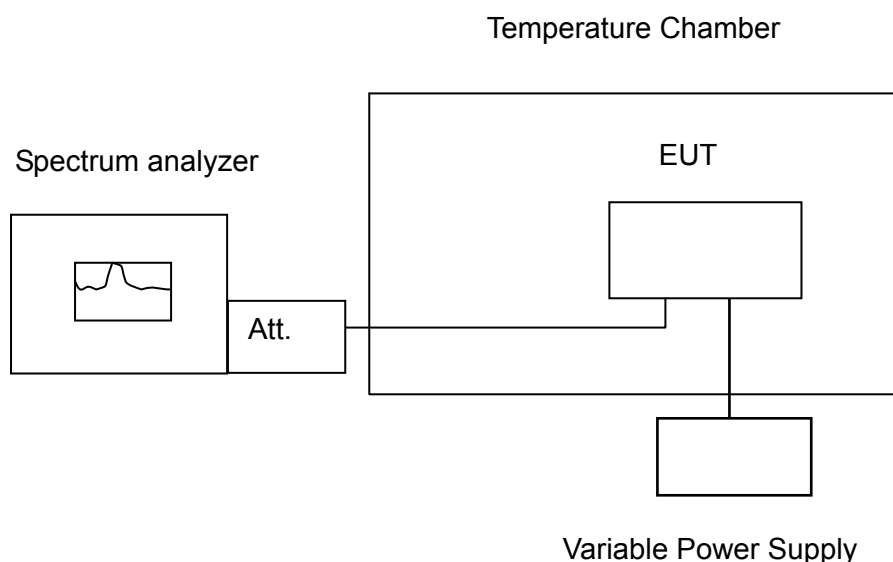 Temperature Chamber
Spectrum analyzer
EUT
Att.
Variable Power Supply